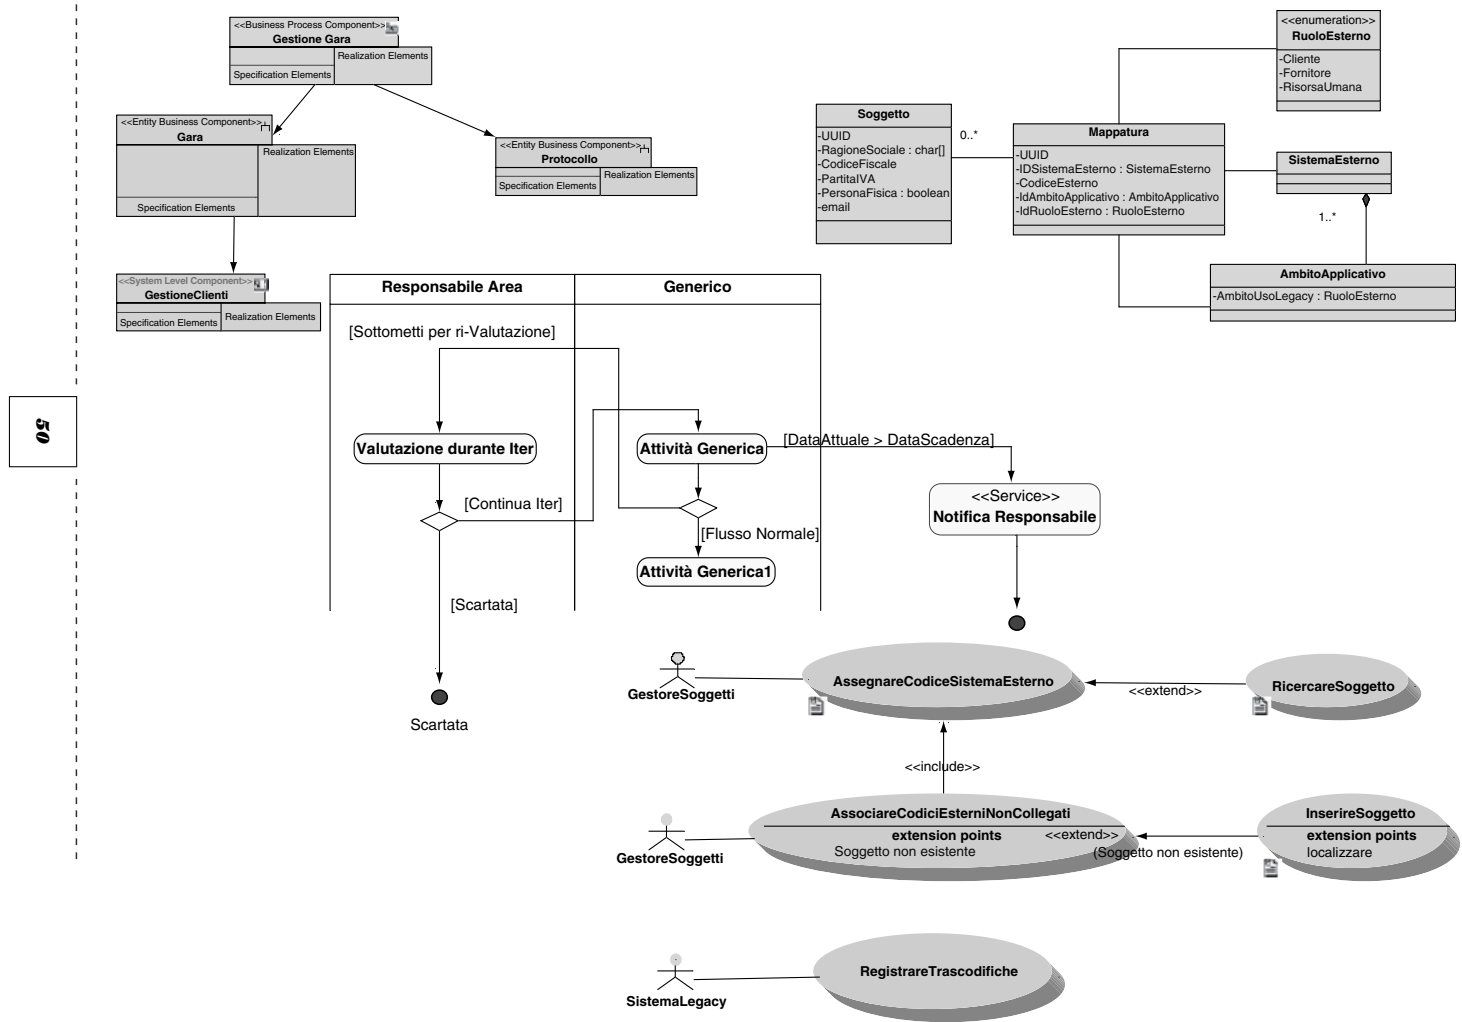 <<Business Process Component>>
Gestione Gara
Realization Elements
Specification Elements
<<Entity Business Component>>
Gara
Realization Elements
Specification Elements
<<Entity Business Component>>
Protocollo
Realization Elements
Specification Elements
<<System Level Component>>
GestioneClienti
Realization Elements
Specification Elements
<<enumeration>>
RuoloEsterno
-Cliente
-Fornitore
-RisorsaUmana
Soggetto
-UUID
-RagioneSociale : char[]
-CodiceFiscale
-PartitaIVA
-PersonaFisica : boolean
-email
0..*
Mappatura
-UUID
-IDSistemaEsterno : SistemaEsterno
-CodiceEsterno
-IdAmbitoApplicativo : AmbitoApplicativo
-IdRuoloEsterno : RuoloEsterno
SistemaEsterno
1..*
AmbitoApplicativo
-AmbitoUsoLegacy : RuoloEsterno
Responsabile Area
Generico
[Sottometti per ri-Valutazione]
Valutazione durante Iter
Attività Generica
[DataAttuale > DataScadenza]
<<Service>>
Notifica Responsabile
[Continua Iter]
[Flusso Normale]
Attività Generica1
[Scartata]
Scartata
50
GestoreSoggetti
AssegnareCodiceSistemaEsterno
<<extend>>
RicercareSoggetto
<<include>>
GestoreSoggetti
AssociareCodiciEsterniNonCollegati
extension points
Soggetto non esistente
<<extend>>
(Soggetto non esistente)
InserireSoggetto
extension points
localizzare
SistemaLegacy
RegistrareTrascodifiche